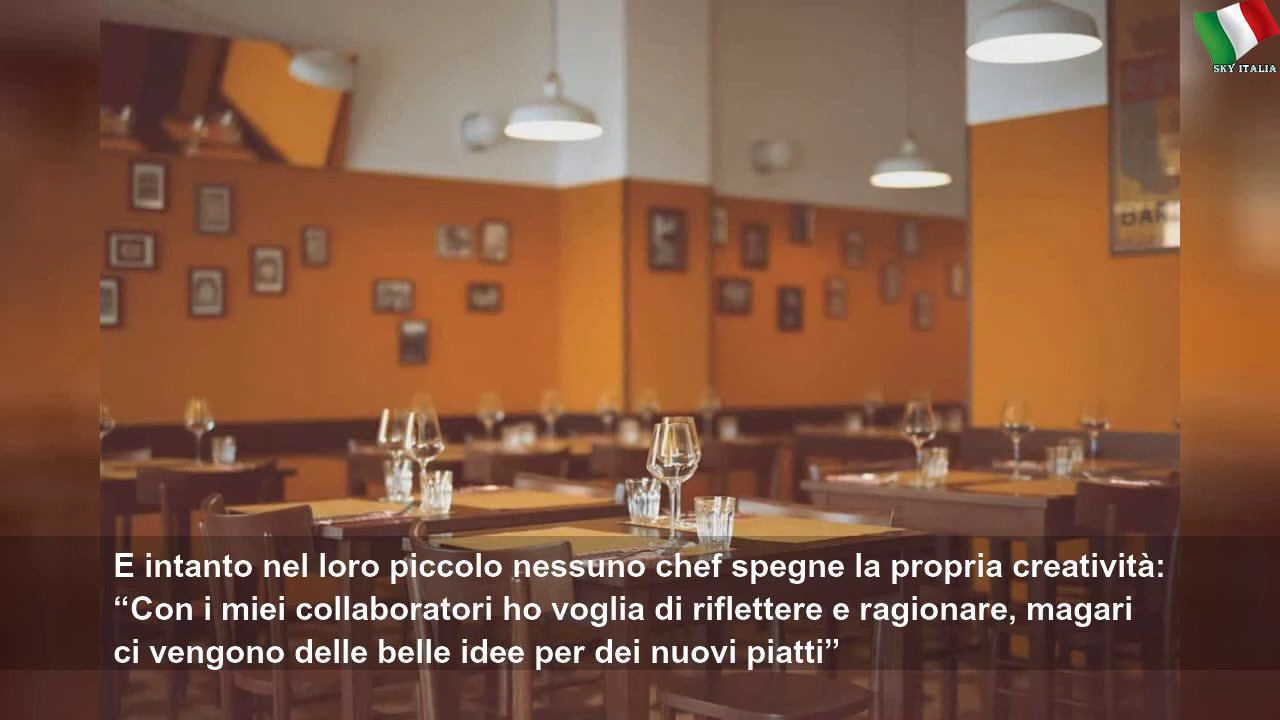 SKY ITALIA
BAR
E intanto nel loro piccolo nessuno chef spegne la propria creatività:
“Con i miei collaboratori ho voglia di riflettere e ragionare, magari
ci vengono delle belle idee per dei nuovi piatti”